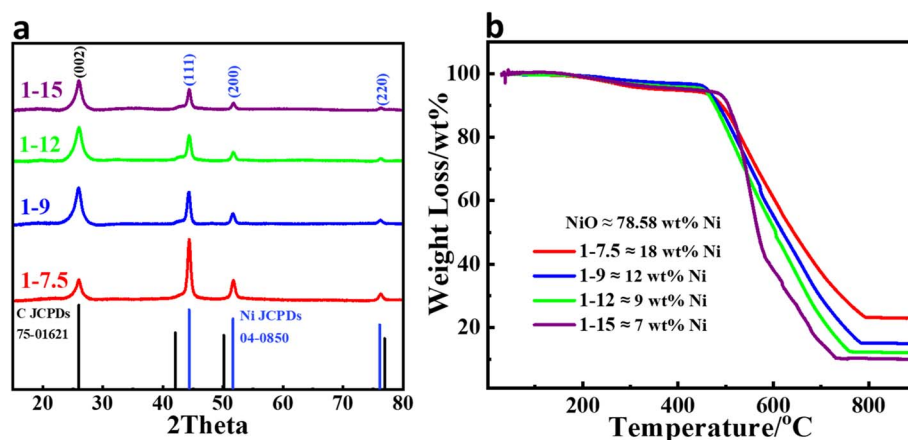 a
(002)
(111)
(200)
(220)
1-15
1-12
1-9
1-7.5
C JCPDs
75-01621
Ni JCPDs
04-0850
15 20 30 40 50 60 70 80
2Theta
b
100
80
60
40
20
Weight Loss/wt%
NiO ≈ 78.58 wt% Ni
1-7.5 ≈ 18 wt% Ni
1-9 ≈ 12 wt% Ni
1-12 ≈ 9 wt% Ni
1-15 ≈ 7 wt% Ni
200 400 600 800
Temperature/°C